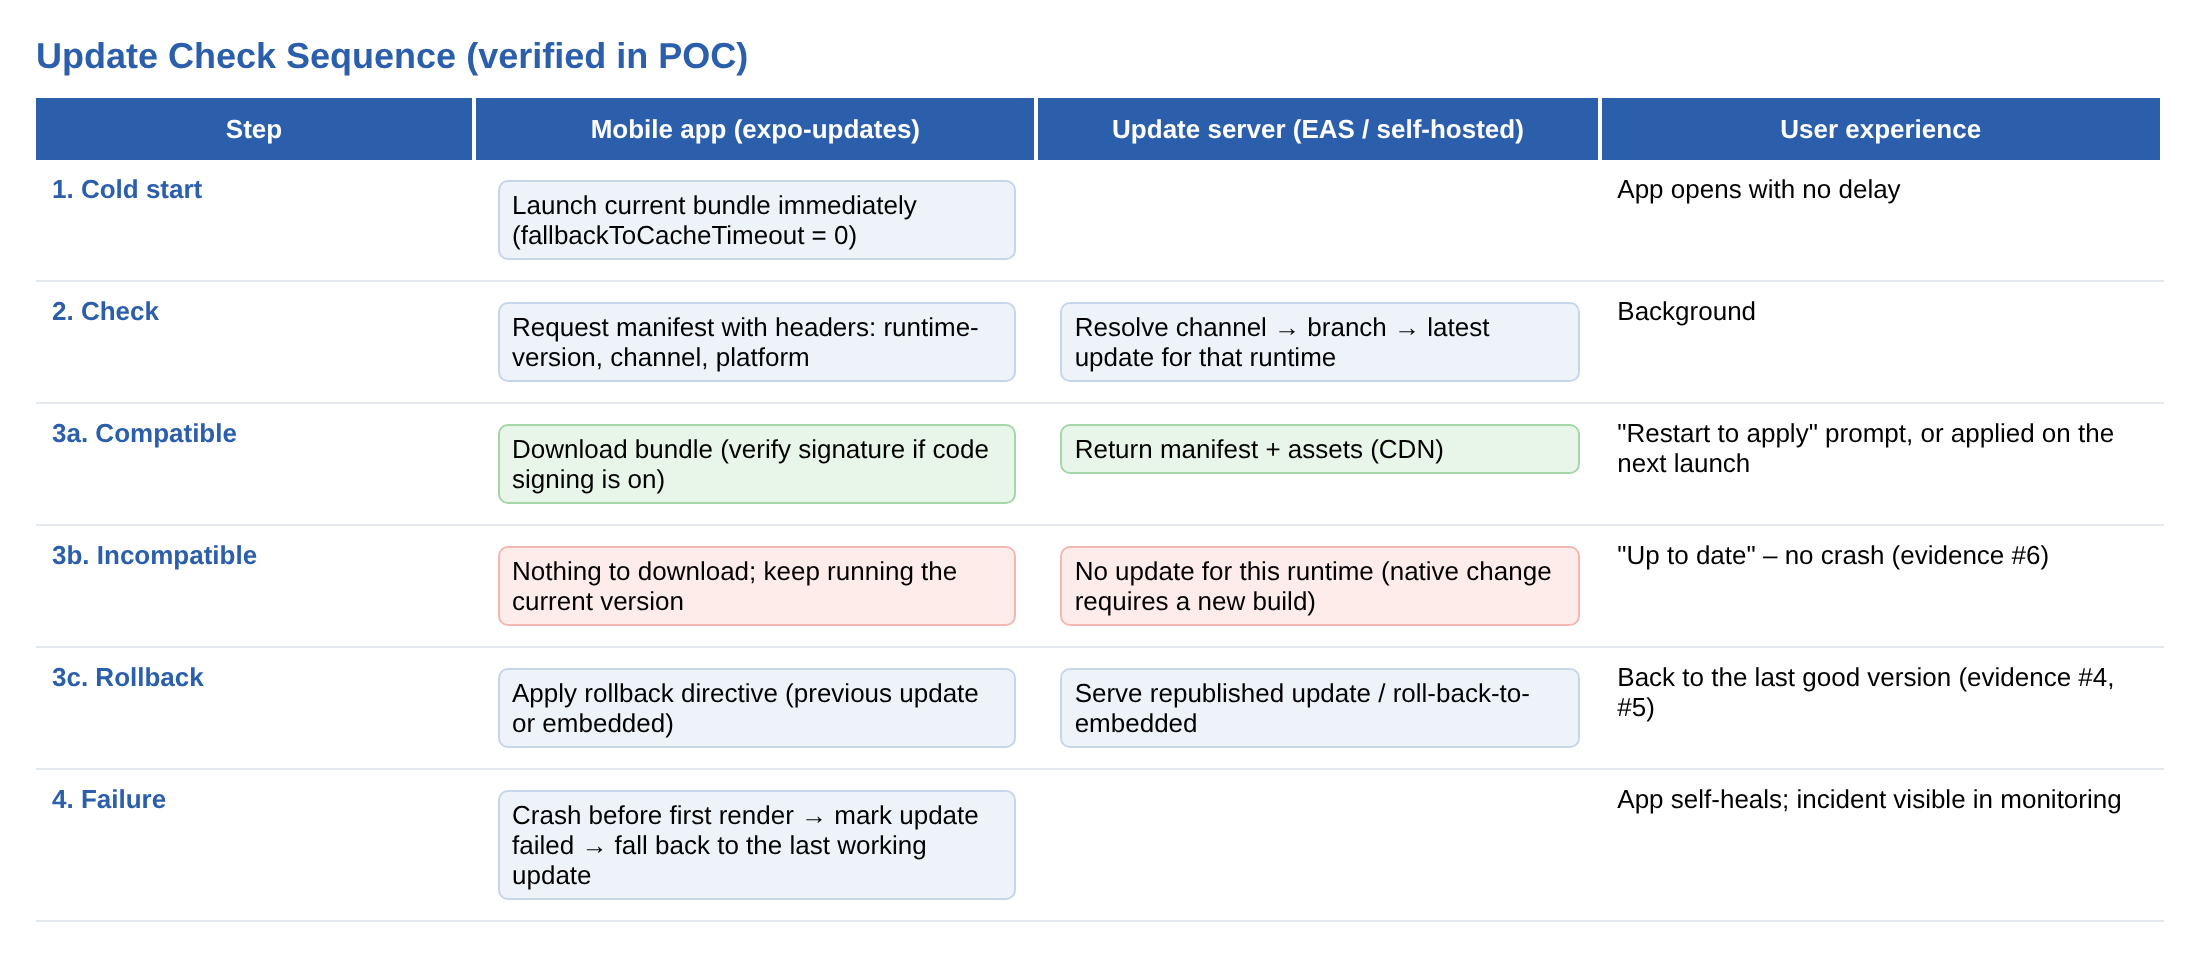 Update Check Sequence (verified in POC)
Step
Mobile app (expo-updates)
Update server (EAS / self-hosted)
User experience
1. Cold start
Launch current bundle immediately
(fallbackToCacheTimeout = 0)
App opens with no delay
2. Check
Request manifest with headers: runtime-
version, channel, platform
Resolve channel → branch → latest
update for that runtime
Background
3a. Compatible
Download bundle (verify signature if code
signing is on)
Return manifest + assets (CDN)
"Restart to apply" prompt, or applied on the
next launch
3b. Incompatible
Nothing to download; keep running the
current version
No update for this runtime (native change
requires a new build)
"Up to date" – no crash (evidence #6)
3c. Rollback
Apply rollback directive (previous update
or embedded)
Serve republished update / roll-back-to-
embedded
Back to the last good version (evidence #4,
#5)
4. Failure
Crash before first render → mark update
failed → fall back to the last working
update
App self-heals; incident visible in monitoring